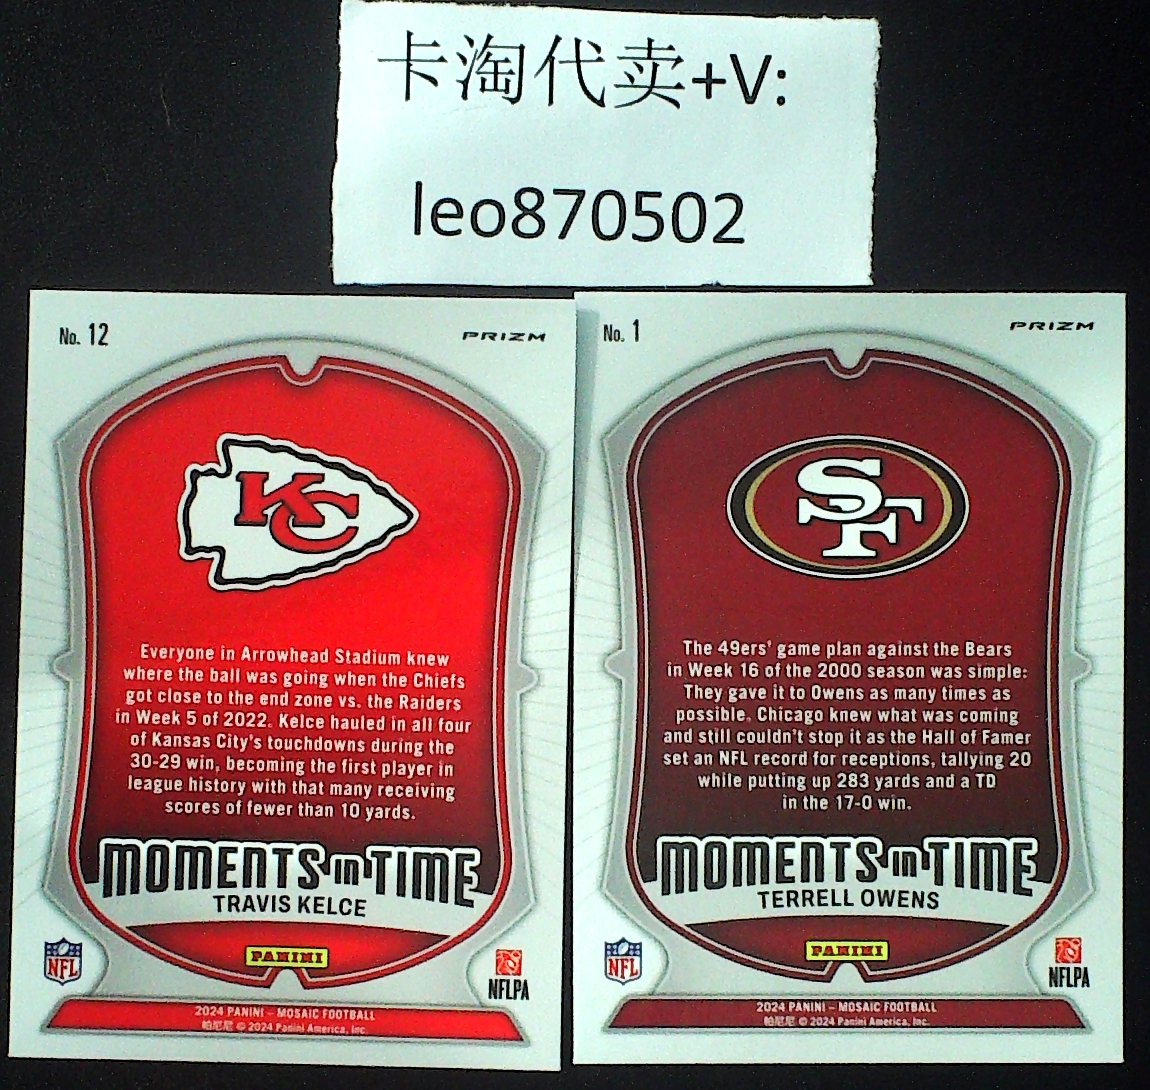 卡淘代卖+V:
leo870502
No. 12
PRIZM
KC
Everyone in Arrowhead Stadium knew
where the ball was going when the Chiefs
got close to the end zone vs. the Raiders
in Week 5 of 2022. Kelce hauled in all four
of Kansas City's touchdowns during the
30-29 win, becoming the first player in
league history with that many receiving
scores of fewer than 10 yards.
MOMENTS in TIME
TRAVIS KELCE
PANINI
NFL
NFLPA
2024 PANINI – MOSAIC FOOTBALL
帕尼尼 © 2024 Panini America, Inc.
No. 1
PRIZM
SF
The 49ers' game plan against the Bears
in Week 16 of the 2000 season was simple:
They gave it to Owens as many times as
possible. Chicago knew what was coming
and still couldn't stop it as the Hall of Famer
set an NFL record for receptions, tallying 20
while putting up 283 yards and a TD
in the 17-0 win.
MOMENTS in TIME
TERRELL OWENS
PANINI
NFL
NFLPA
2024 PANINI – MOSAIC FOOTBALL
帕尼尼 © 2024 Panini America, Inc.